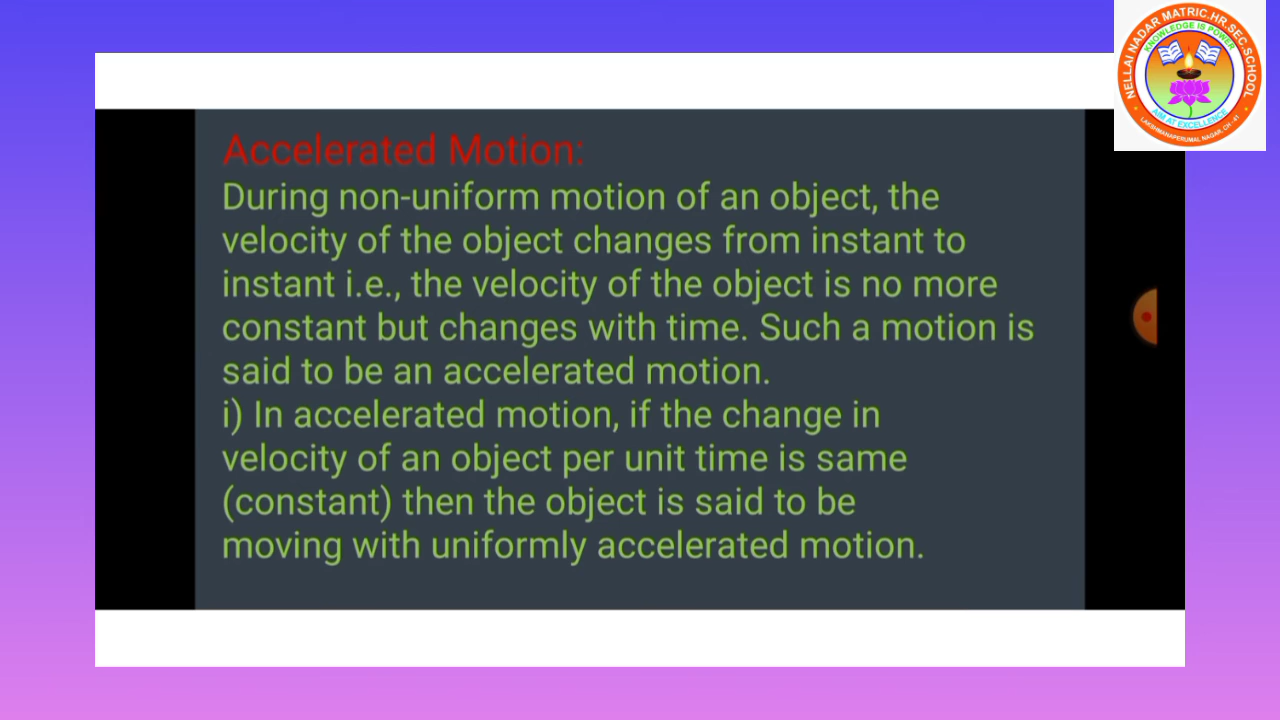 NELLAI NADAR MATRIC.HR.SEC.SCHOOL
KNOWLEDGE IS POWER
AIM AT EXCELLENCE
LAKSHMANAPERUMAL NAGAR, CH - 41
Accelerated Motion:
During non-uniform motion of an object, the
velocity of the object changes from instant to
instant i.e., the velocity of the object is no more
constant but changes with time. Such a motion is
said to be an accelerated motion.
i) In accelerated motion, if the change in
velocity of an object per unit time is same
(constant) then the object is said to be
moving with uniformly accelerated motion.